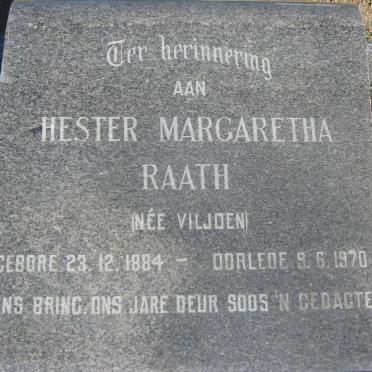 Ter herinnering
AAN
HESTER MARGARETHA
RAATH
(NÉE VILJOEN)
GEBORE 23.12.1884 – OORLEDE 9.6.1970
ONS BRING ONS JARE DEUR SOOS 'N GEDAGTE